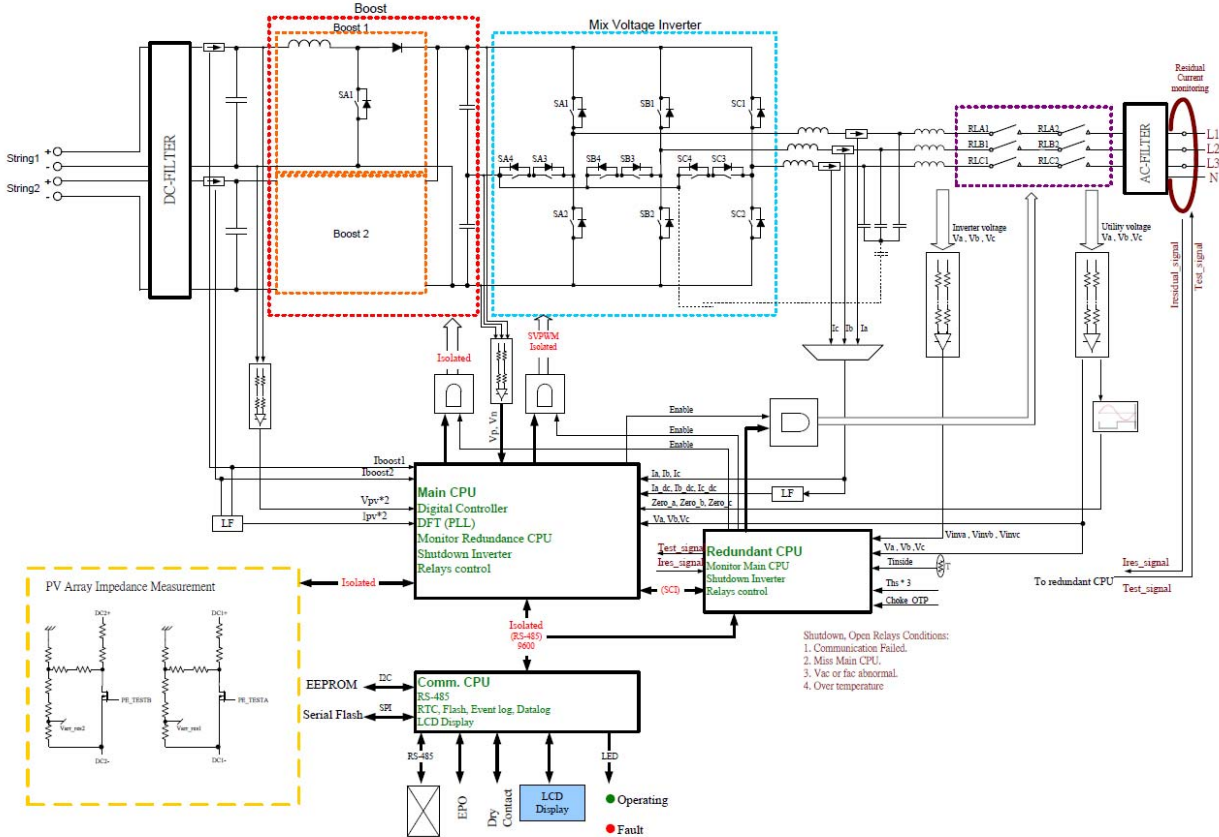 Boost
Boost 1
Mix Voltage Inverter
Residual
Current
monitoring
DC-FILTER
SA1
SA1
SB1
SC1
RLA1
RLA2
RLB1
RLB2
RLC1
RLC2
AC-FILTER
L1
L2
L3
N
String1
+
-
String2
+
-
SA4
SA3
SB4
SB3
SC4
SC3
SA2
SB2
SC2
Boost 2
Inverter voltage
Va , Vb , Vc
Utility voltage
Va , Vb ,Vc
Iresidual_signal
Test_signal
Isolated
SVPWM
Isolated
Ic
Ib
Ia
Vp, Vn
Enable
Enable
Enable
Iboost1
Iboost2
Vpv*2
Ipv*2
LF
Main CPU
Digital Controller
DFT (PLL)
Monitor Redundance CPU
Shutdown Inverter
Relays control
Ia, Ib, Ic
Ia_dc, Ib_dc, Ic_dc
LF
Zero_a, Zero_b, Zero_c
Va, Vb,Vc
Test_signal
Ires_signal
(SCI)
Redundant CPU
Monitor Main CPU
Shutdown Inverter
Relays control
Vinva , Vinvb , Vinvc
Va , Vb ,Vc
Tinside
T
Ths * 3
Choke_OTP
Ires_signal
To redundant CPU
Test_signal
PV Array Impedance Measurement
Isolated
DC2+
DC1+
PE_TESTB
PE_TESTA
Varr_res2
Varr_res1
DC2-
DC1-
Isolated
(RS-485)
9600
Shutdown, Open Relays Conditions:
1. Communication Failed.
2. Miss Main CPU.
3. Vac or fac abnormal.
4. Over temperature
EEPROM
I2C
Serial Flash
SPI
Comm. CPU
RS-485
RTC, Flash, Event log, Datalog
LCD Display
RS-485
EPO
Dry
Contact
LCD
Display
LED
Operating
Fault